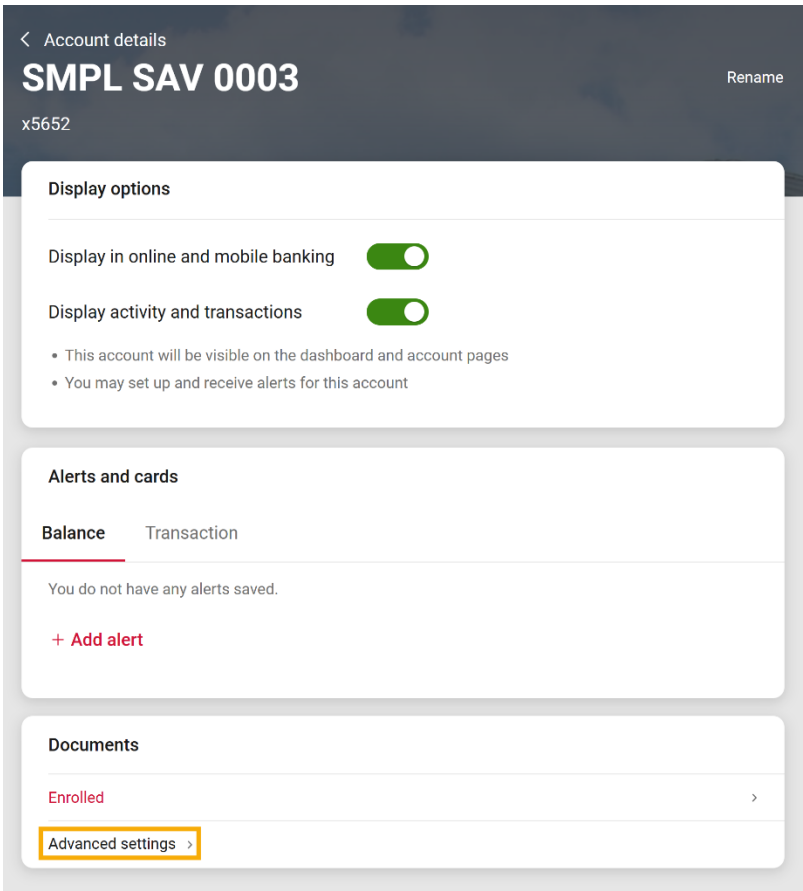 Account details
SMPL SAV 0003
Rename
x5652
Display options
Display in online and mobile banking
Display activity and transactions
• This account will be visible on the dashboard and account pages
• You may set up and receive alerts for this account
Alerts and cards
Balance Transaction
You do not have any alerts saved.
+ Add alert
Documents
Enrolled
Advanced settings